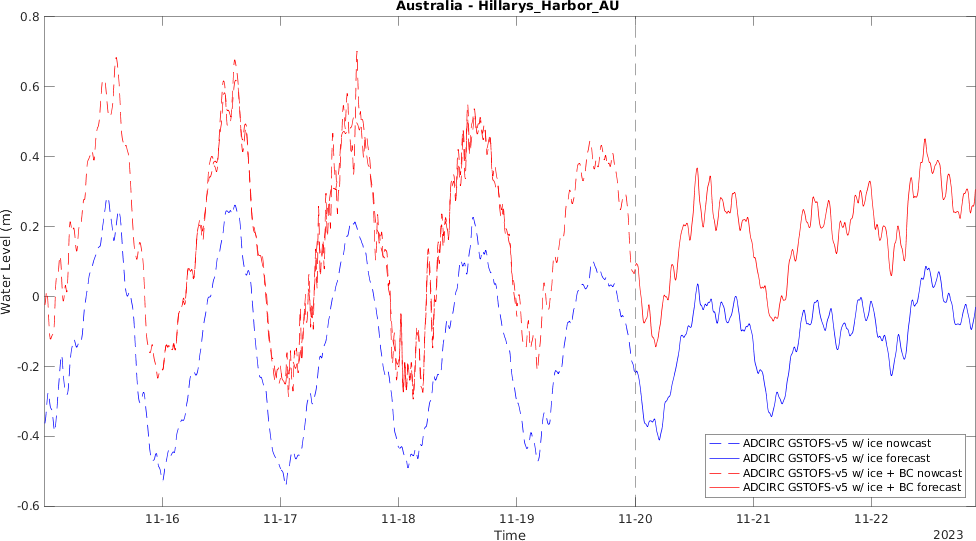 Australia - Hillarys_Harbor_AU
Water Level (m)
0.8
0.6
0.4
0.2
0
-0.2
-0.4
-0.6
11-16
11-17
11-18
11-19
11-20
11-21
11-22
Time
2023
ADCIRC GSTOFS-v5 w/ ice nowcast
ADCIRC GSTOFS-v5 w/ ice forecast
ADCIRC GSTOFS-v5 w/ ice + BC nowcast
ADCIRC GSTOFS-v5 w/ ice + BC forecast